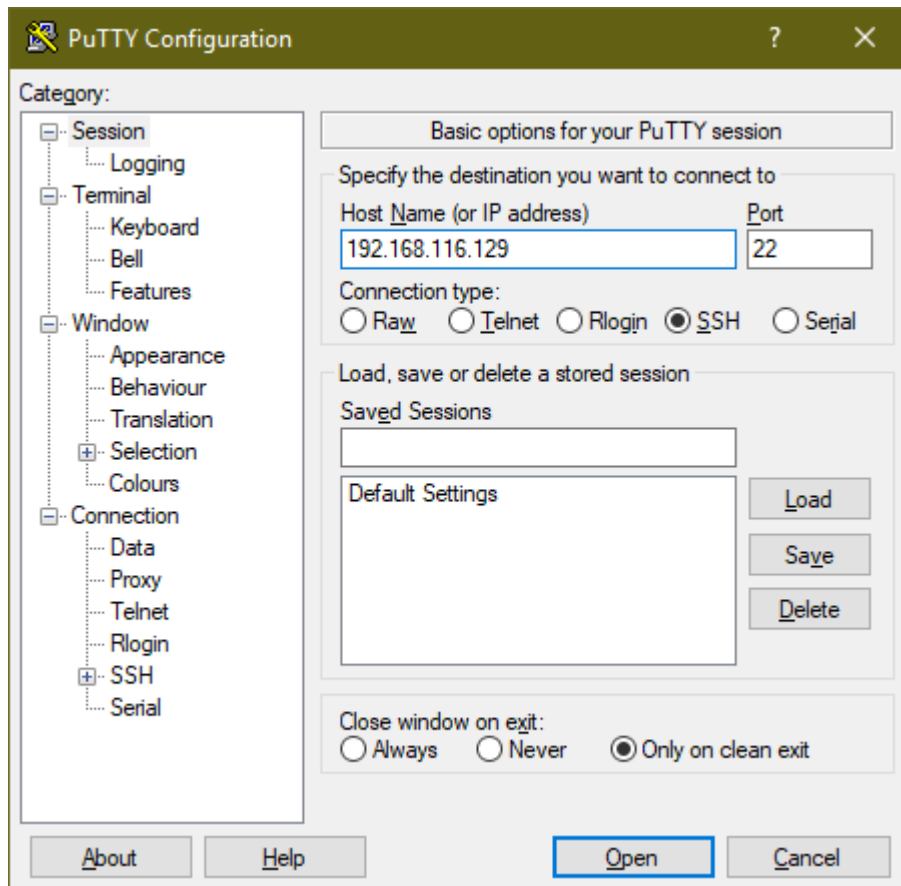 PuTTY Configuration ?
Category:
Session
Logging
Terminal
Keyboard
Bell
Features
Window
Appearance
Behaviour
Translation
Selection
Colours
Connection
Data
Proxy
Telnet
Rlogin
SSH
Serial
Basic options for your PuTTY session
Specify the destination you want to connect to
Host Name (or IP address) Port
192.168.116.129 22
Connection type:
Raw Telnet Rlogin SSH Serial
Load, save or delete a stored session
Saved Sessions
Default Settings
Load
Save
Delete
Close window on exit:
Always Never Only on clean exit
About Help Open Cancel